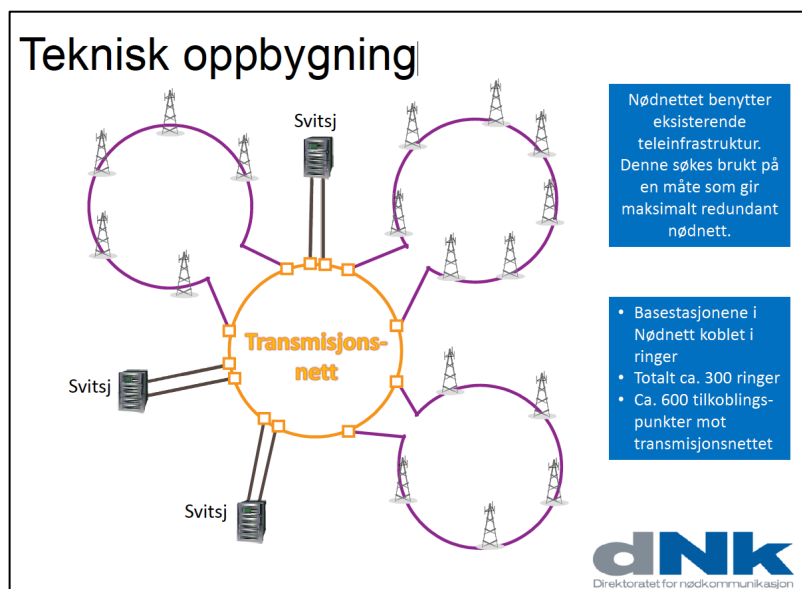 Teknisk oppbygning
Svitsj
Nødnettet benytter
eksisterende
teleinfrastruktur.
Denne søkes brukt på
en måte som gir
maksimalt redundant
nødnett.
Transmisjons-
nett
• Basestasjonene i
Nødnett koblet i
ringer
• Totalt ca. 300 ringer
• Ca. 600 tilkoblings-
punkter mot
transmisjonsnettet
Svitsj
Svitsj
dNk
Direktoratet for nødkommunikasjon